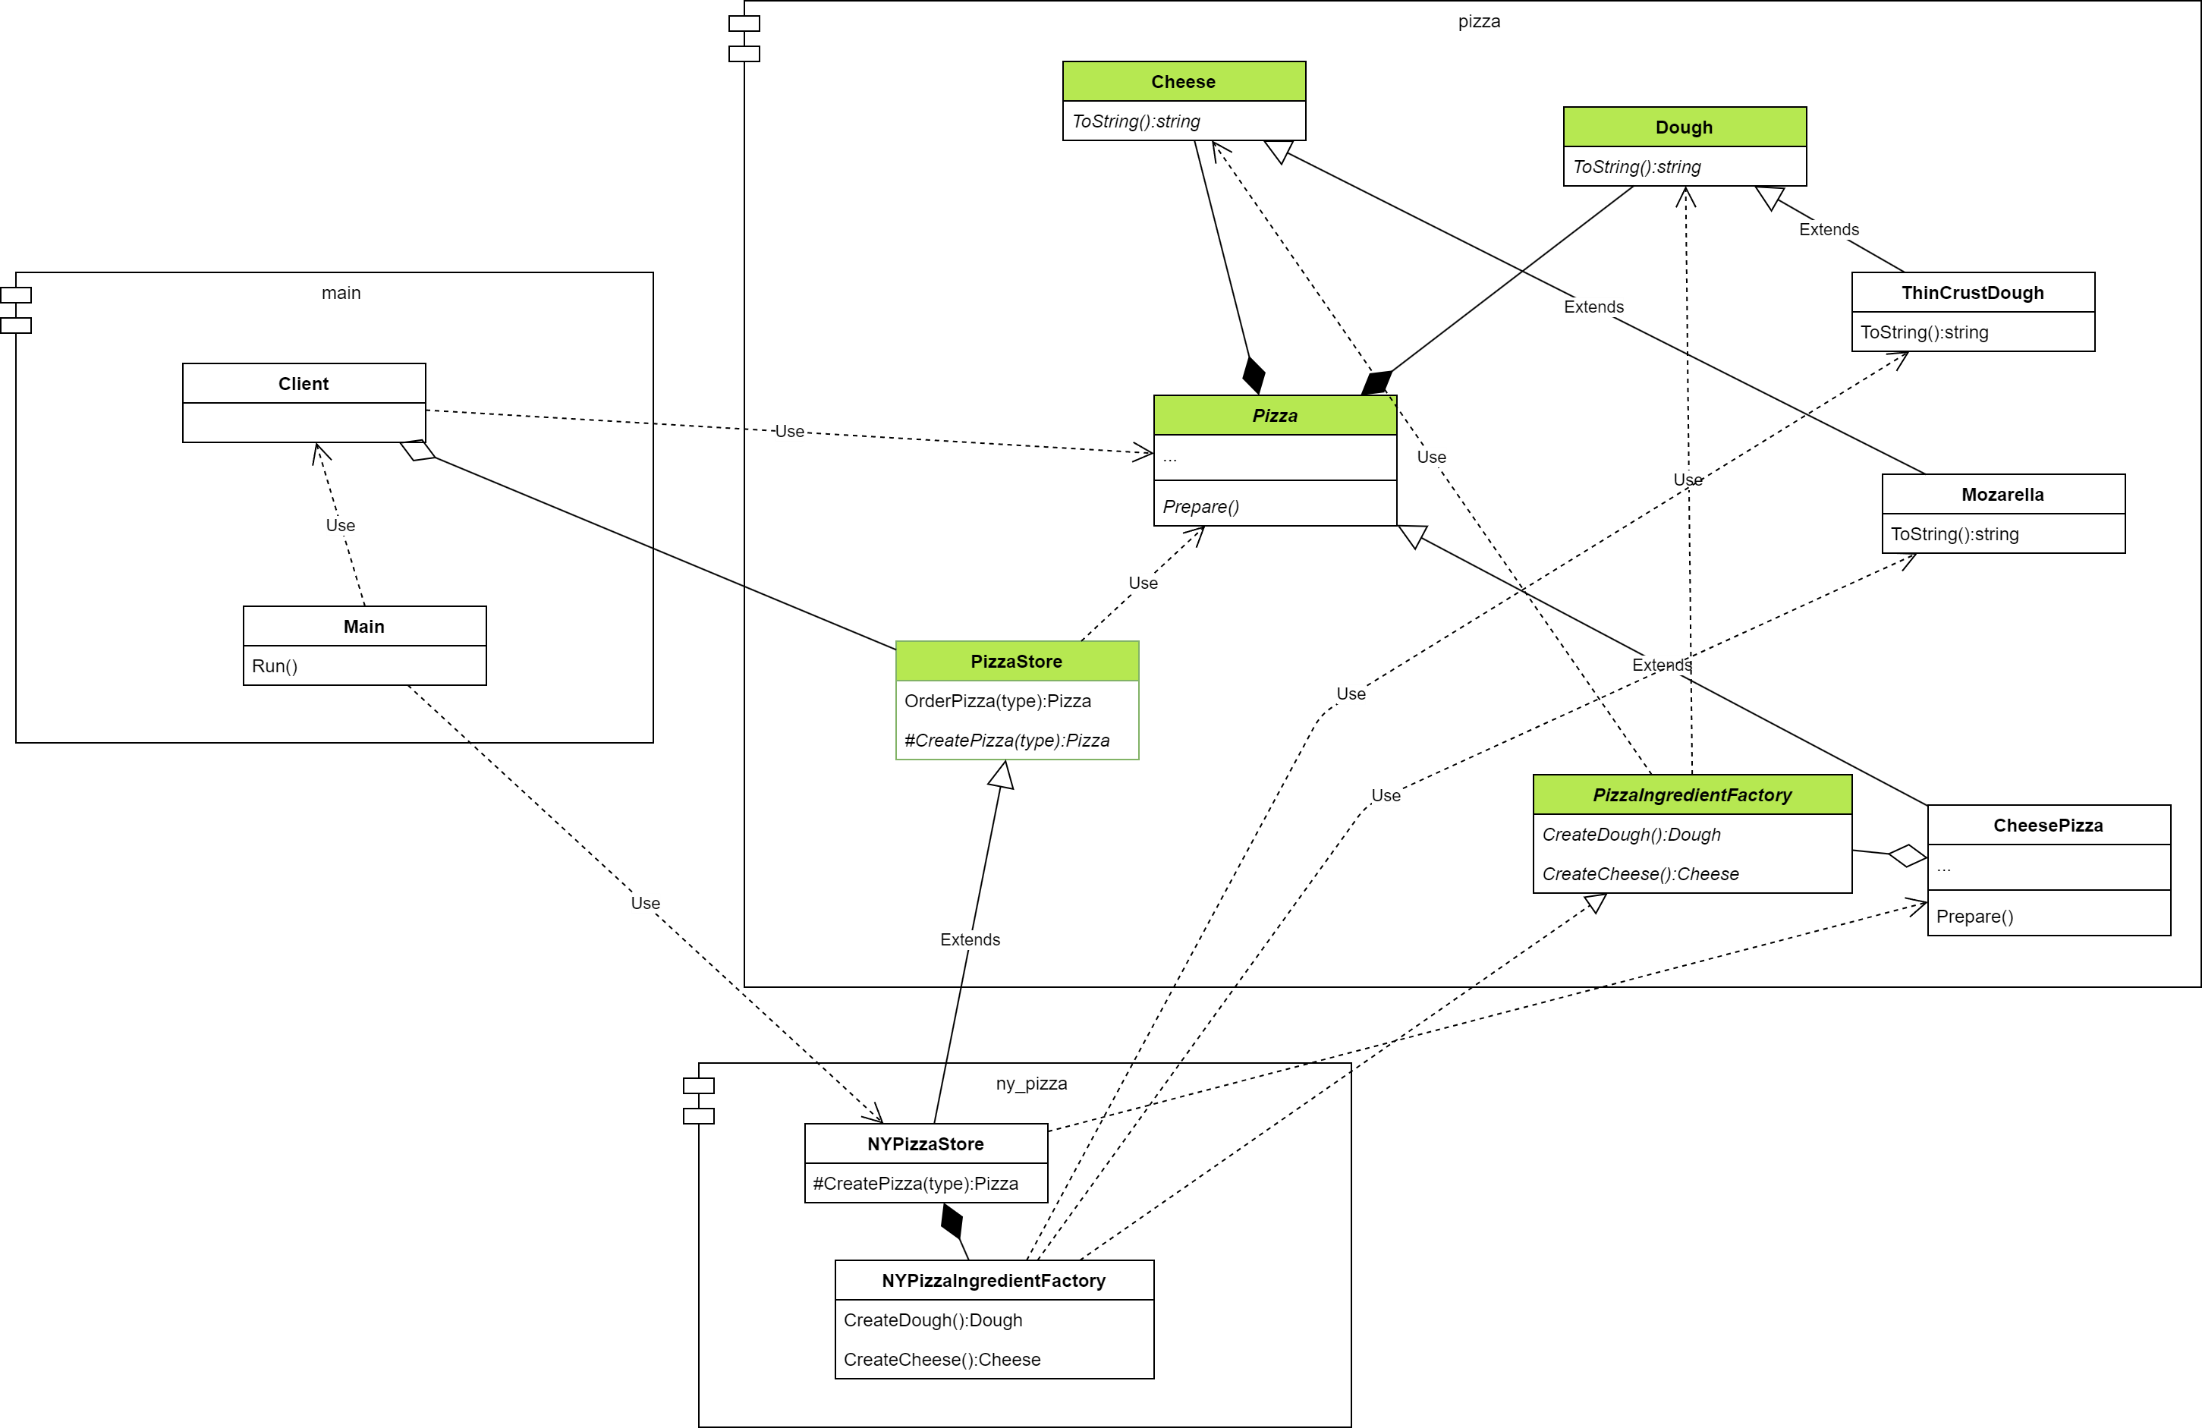 pizza
Cheese
ToString():string
Dough
ToString():string
Extends
main
ThinCrustDough
ToString():string
Extends
Client
Use
Pizza
...
Prepare()
Use
Use
Mozarella
ToString():string
Use
Use
Main
Run()
PizzaStore
OrderPizza(type):Pizza
#CreatePizza(type):Pizza
Extends
Use
Use
PizzaIngredientFactory
CreateDough():Dough
CreateCheese():Cheese
CheesePizza
...
Prepare()
Use
Extends
ny_pizza
NYPizzaStore
#CreatePizza(type):Pizza
NYPizzaIngredientFactory
CreateDough():Dough
CreateCheese():Cheese